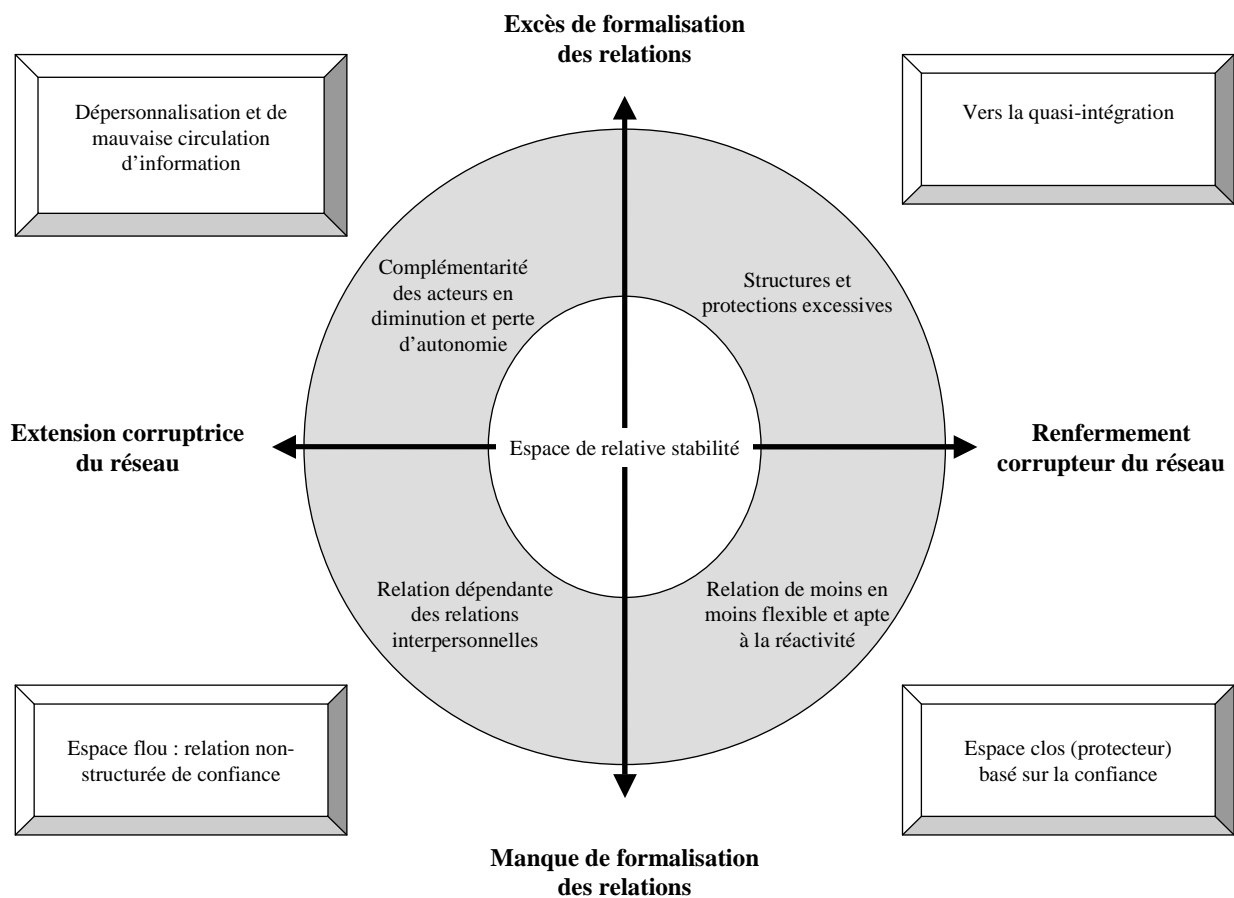 Excès de formalisation
des relations
Dépersonnalisation et de
mauvaise circulation
d’information
Vers la quasi-intégration
Complémentarité
des acteurs en
diminution et perte
d’autonomie
Structures et
protections excessives
Extension corruptrice
du réseau
Espace de relative stabilité
Renfermement
corrupteur du réseau
Relation dépendante
des relations
interpersonnelles
Relation de moins en
moins flexible et apte
à la réactivité
Espace flou : relation non-
structurée de confiance
Espace clos (protecteur)
basé sur la confiance
Manque de formalisation
des relations